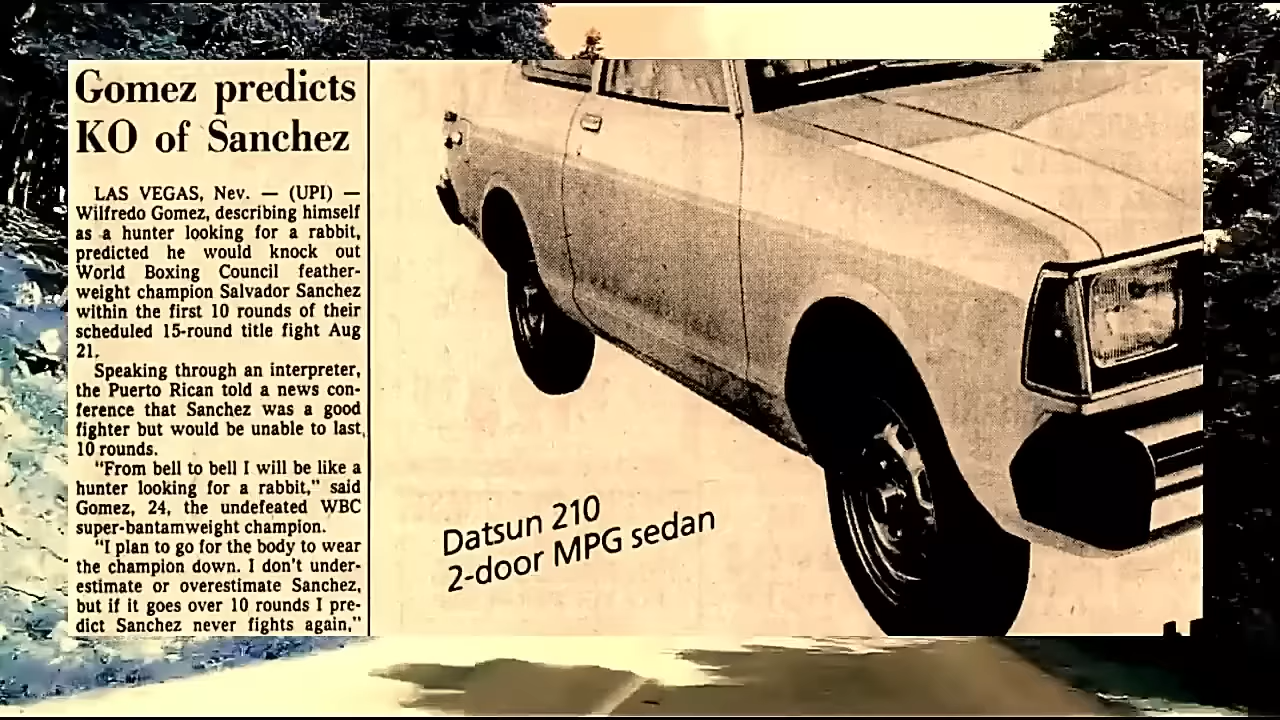 Gomez predicts
KO of Sanchez
LAS VEGAS, Nev. — (UPI) —
Wilfredo Gomez, describing himself
as a hunter looking for a rabbit,
predicted he would knock out
World Boxing Council feather-
weight champion Salvador Sanchez
within the first 10 rounds of their
scheduled 15-round title fight Aug
21.
Speaking through an interpreter,
the Puerto Rican told a news con-
ference that Sanchez was a good
fighter but would be unable to last
10 rounds.
"From bell to bell I will be like a
hunter looking for a rabbit," said
Gomez, 24, the undefeated WBC
super-bantamweight champion.
"I plan to go for the body to wear
the champion down. I don't under-
estimate or overestimate Sanchez,
but if it goes over 10 rounds I pre-
dict Sanchez never fights again,"
Datsun 210
2-door MPG sedan